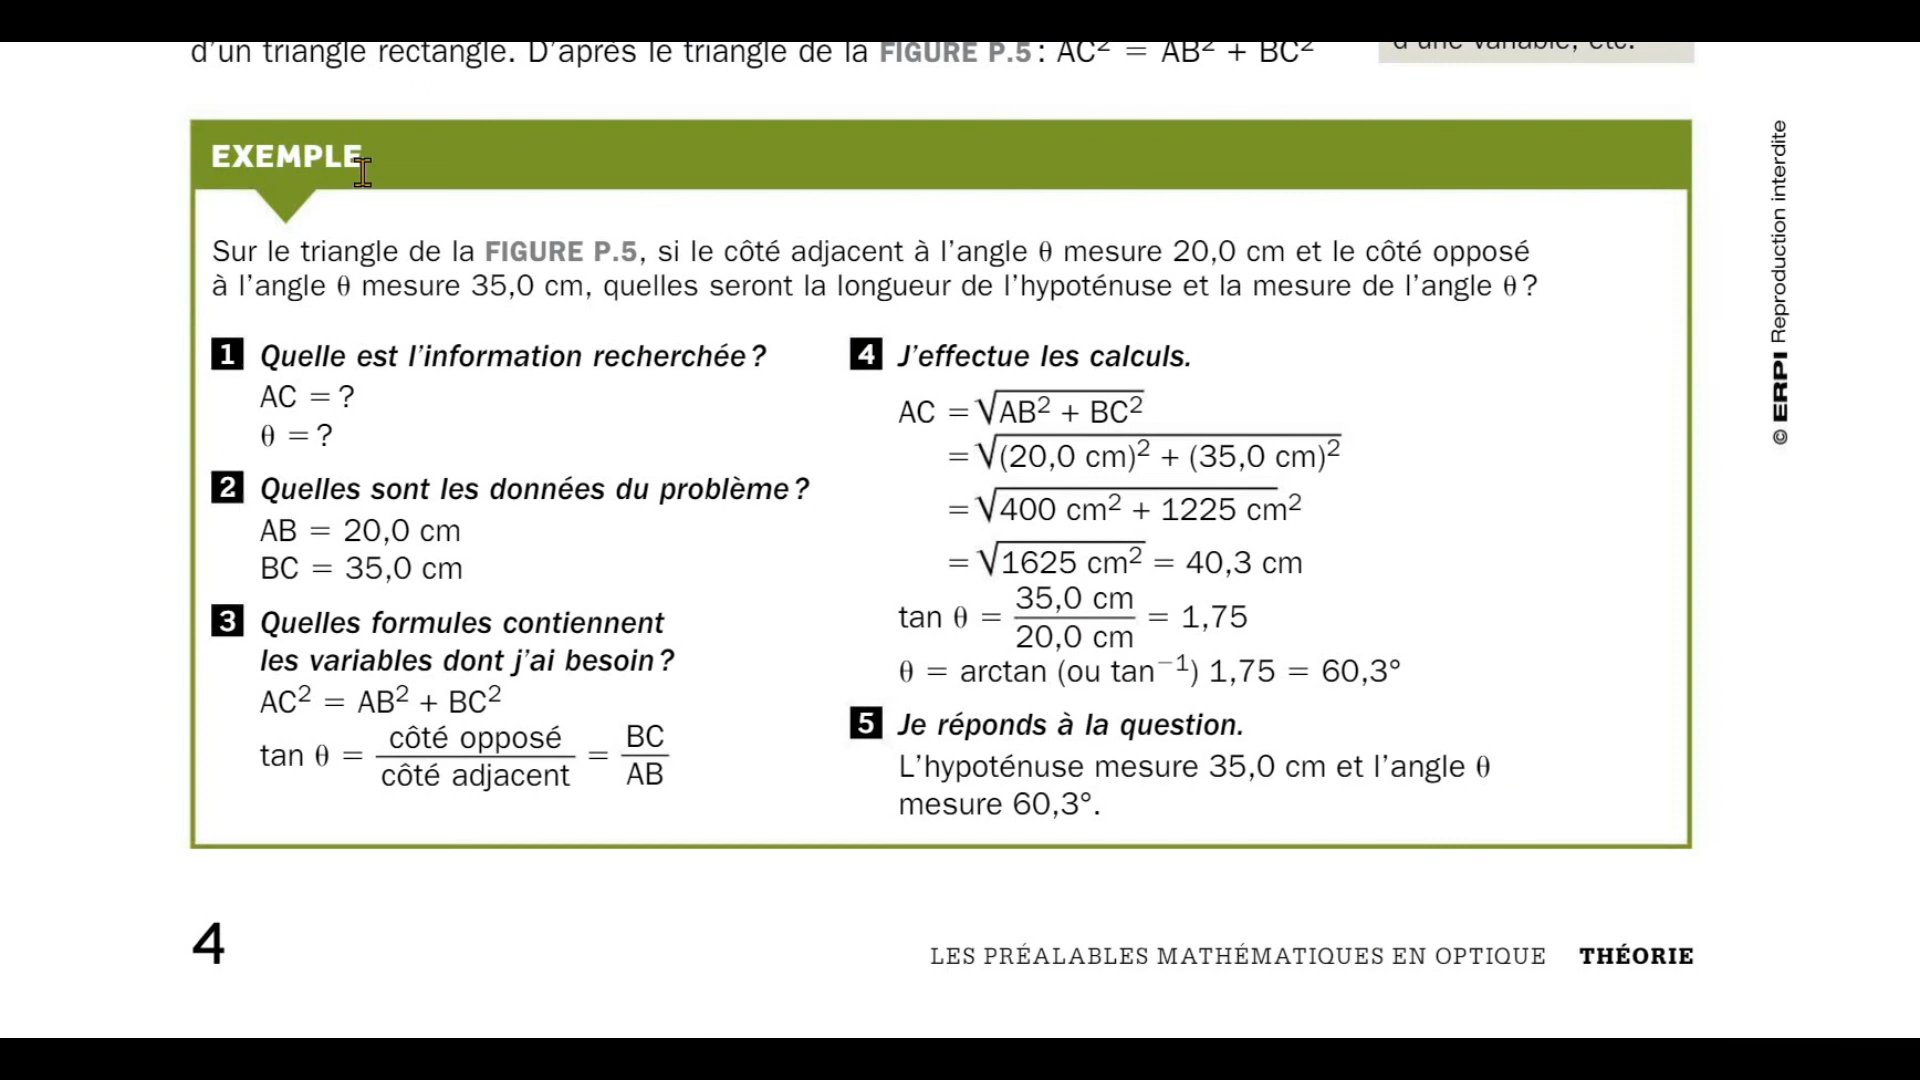 d'un triangle rectangle. D'après le triangle de la FIGURE P.5 : AC² = AB² + BC²
d'une variable, etc.
EXEMPLE
Sur le triangle de la FIGURE P.5, si le côté adjacent à l'angle θ mesure 20,0 cm et le côté opposé
à l'angle θ mesure 35,0 cm, quelles seront la longueur de l'hypoténuse et la mesure de l'angle θ ?
1 Quelle est l'information recherchée ?
AC = ?
θ = ?
2 Quelles sont les données du problème ?
AB = 20,0 cm
BC = 35,0 cm
3 Quelles formules contiennent
les variables dont j'ai besoin ?
AC² = AB² + BC²
tan θ = côté opposé / côté adjacent = BC / AB
4 J'effectue les calculs.
AC = √AB² + BC²
= √(20,0 cm)² + (35,0 cm)²
= √400 cm² + 1225 cm²
= √1625 cm² = 40,3 cm
tan θ = 35,0 cm / 20,0 cm = 1,75
θ = arctan (ou tan⁻¹) 1,75 = 60,3°
5 Je réponds à la question.
L'hypoténuse mesure 35,0 cm et l'angle θ
mesure 60,3°.
© ERPI Reproduction interdite
4
LES PRÉALABLES MATHÉMATIQUES EN OPTIQUE THÉORIE